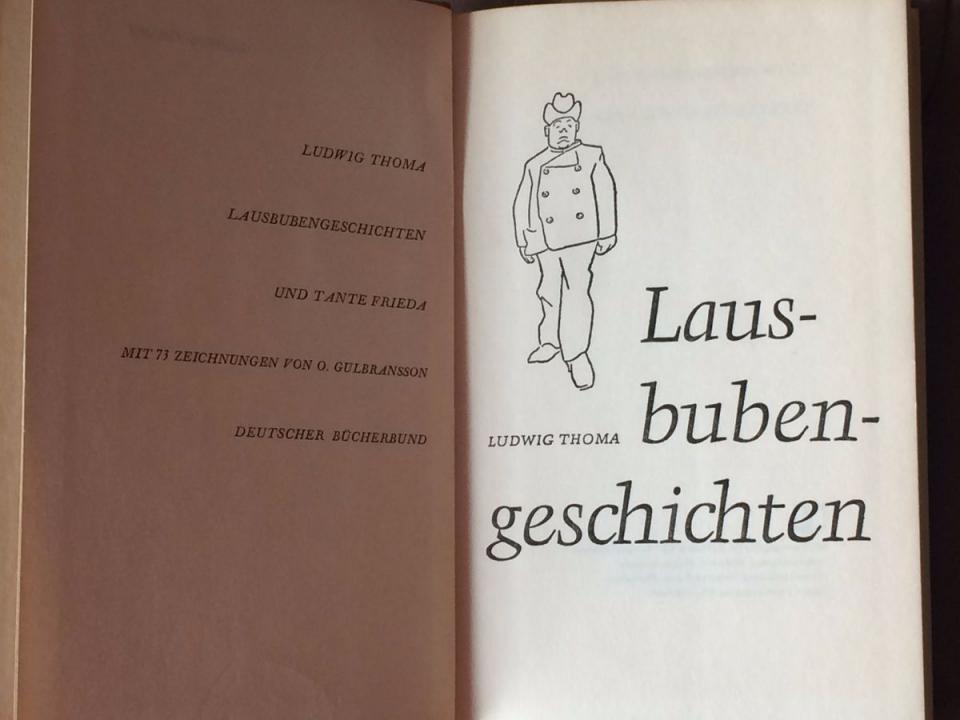 LUDWIG THOMA
LAUSBUBENGESCHICHTEN
UND TANTE FRIEDA
MIT 73 ZEICHNUNGEN VON O. GULBRANSSON
DEUTSCHER BÜCHERBUND
Laus-
LUDWIG THOMA buben-
geschichten